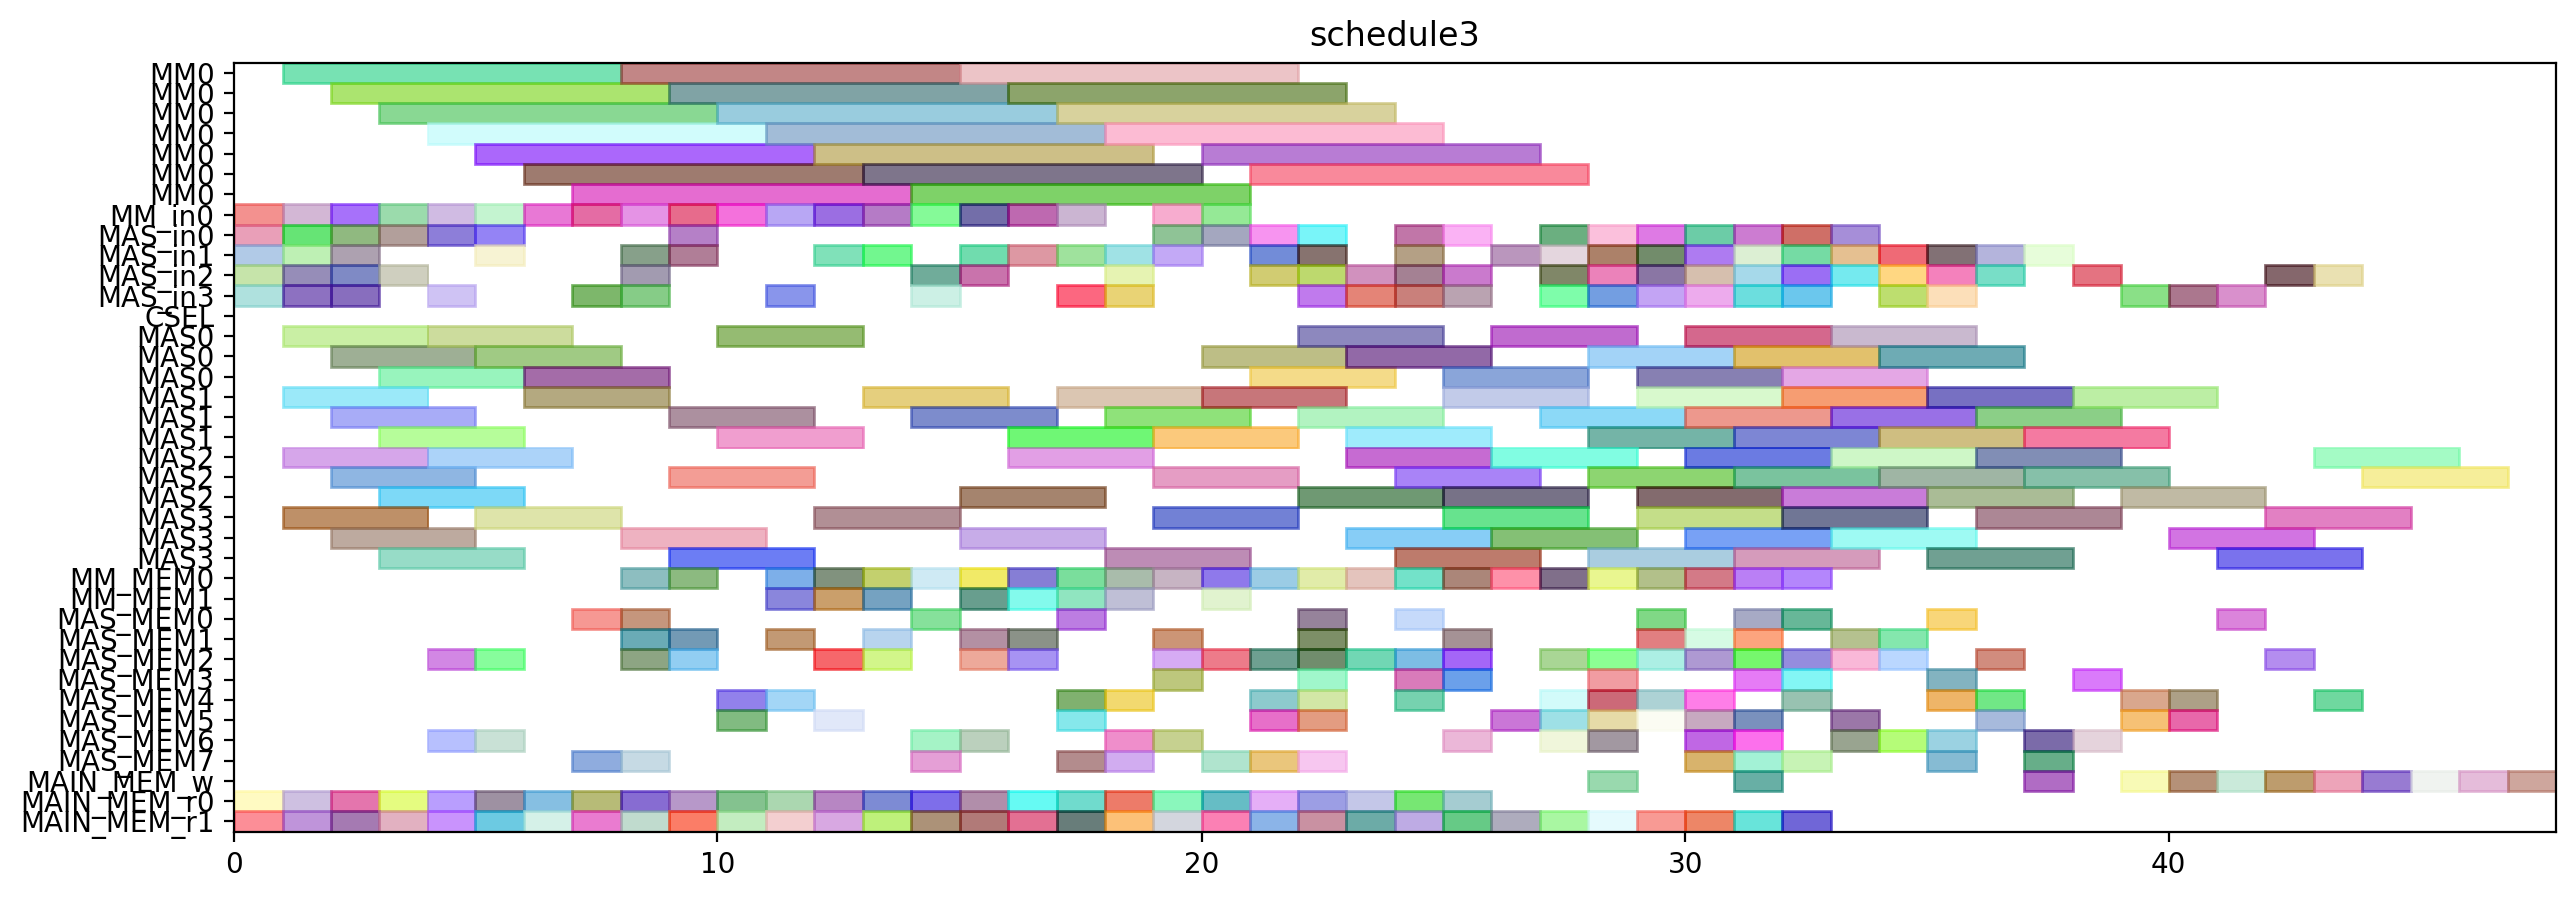 schedule3
MM0
MM0
MM0
MM0
MM0
MM0
MM0
MM_in0
MAS_in0
MAS_in1
MAS_in2
MAS_in3
CSEL
MAS0
MAS0
MAS0
MAS1
MAS1
MAS1
MAS2
MAS2
MAS2
MAS3
MAS3
MAS3
MM_MEM0
MM_MEM1
MAS_MEM0
MAS_MEM1
MAS_MEM2
MAS_MEM3
MAS_MEM4
MAS_MEM5
MAS_MEM6
MAS_MEM7
MAIN_MEM_w
MAIN_MEM_r0
MAIN_MEM_r1
0 10 20 30 40